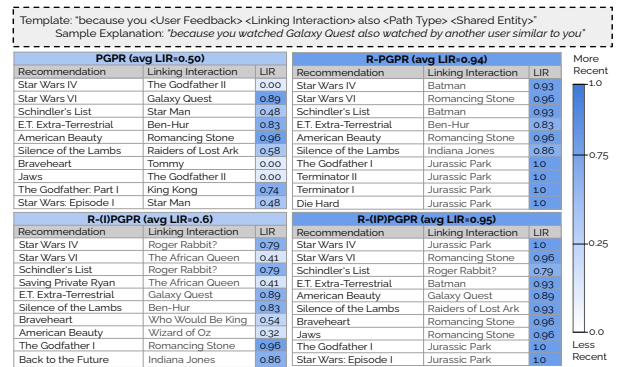 Template: "because you <User Feedback> <Linking Interaction> also <Path Type> <Shared Entity>"
Sample Explanation: "because you watched Galaxy Quest also watched by another user similar to you"
PGPR (avg LIR=0.50)
Recommendation Linking Interaction LIR
Star Wars IV The Godfather II 0.00
Star Wars VI Galaxy Quest 0.89
Schindler's List Star Man 0.48
E.T. Extra-Terrestrial Ben-Hur 0.83
American Beauty Romancing Stone 0.96
Silence of the Lambs Raiders of Lost Ark 0.58
Braveheart Tommy 0.00
Jaws The Godfather II 0.00
The Godfather: Part I King Kong 0.74
Star Wars: Episode I Star Man 0.48
R-PGPR (avg LIR=0.94)
Recommendation Linking Interaction LIR
Star Wars IV Batman 0.93
Star Wars VI Romancing Stone 0.96
Schindler's List Batman 0.93
E.T. Extra-Terrestrial Ben-Hur 0.83
American Beauty Romancing Stone 0.96
Silence of the Lambs Indiana Jones 0.86
The Godfather I Jurassic Park 1.0
Terminator II Jurassic Park 1.0
Terminator I Jurassic Park 1.0
Die Hard Jurassic Park 1.0
R-(I)PGPR (avg LIR=0.6)
Recommendation Linking Interaction LIR
Star Wars IV Roger Rabbit? 0.79
Star Wars VI The African Queen 0.41
Schindler's List Roger Rabbit? 0.79
Saving Private Ryan The African Queen 0.41
E.T. Extra-Terrestrial Galaxy Quest 0.89
Silence of the Lambs Ben-Hur 0.83
Braveheart Who Would Be King 0.54
American Beauty Wizard of Oz 0.32
The Godfather I Romancing Stone 0.96
Back to the Future Indiana Jones 0.86
R-(IP)PGPR (avg LIR=0.95)
Recommendation Linking Interaction LIR
Star Wars IV Jurassic Park 1.0
Star Wars VI Romancing Stone 0.96
Schindler's List Roger Rabbit? 0.79
E.T. Extra-Terrestrial Batman 0.93
American Beauty Galaxy Quest 0.89
Silence of the Lambs Raiders of Lost Ark 0.93
Braveheart Romancing Stone 0.96
Jaws Romancing Stone 0.96
The Godfather I Jurassic Park 1.0
Star Wars: Episode I Jurassic Park 1.0
More
Recent
1.0
0.75
0.25
0.0
Less
Recent